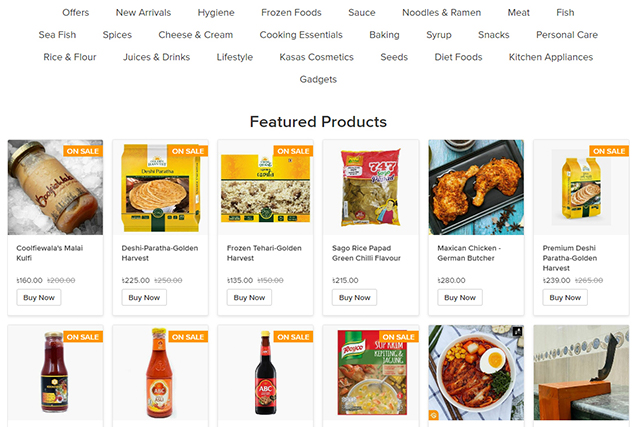 Offers New Arrivals Hygiene Frozen Foods Sauce Noodles & Ramen Meat Fish
Sea Fish Spices Cheese & Cream Cooking Essentials Baking Syrup Snacks Personal Care
Rice & Flour Juices & Drinks Lifestyle Kasas Cosmetics Seeds Diet Foods Kitchen Appliances
Gadgets
Featured Products
ON SALE ON SALE ON SALE ON SALE
Deshi Paratha
747
Coolfiewala's Malai
Kulfi
৳160.00 ৳200.00
Buy Now
Deshi-Paratha-Golden
Harvest
৳225.00 ৳250.00
Buy Now
Frozen Tehari-Golden
Harvest
৳135.00 ৳150.00
Buy Now
Sago Rice Papad
Green Chilli Flavour
৳215.00
Buy Now
Maxican Chicken -
German Butcher
৳280.00
Buy Now
Premium Deshi
Paratha-Golden
Harvest
৳239.00 ৳265.00
Buy Now
ON SALE ON SALE ON SALE ON SALE
ABC
ABC
Royco
SUP KRIM
KEPITING &
JAGUNG